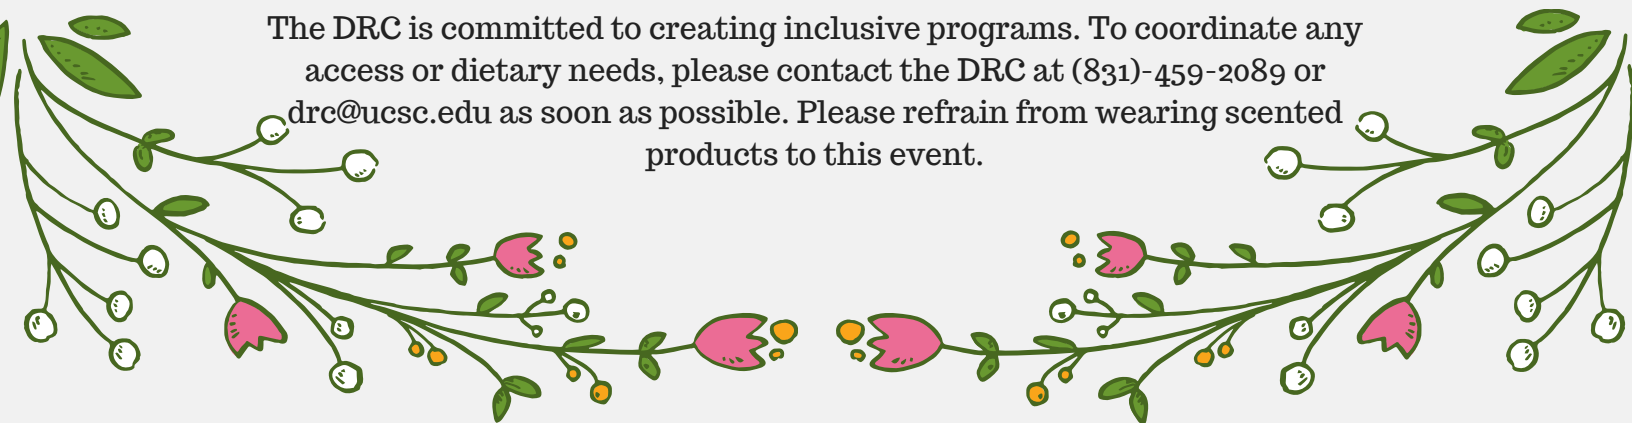 The DRC is committed to creating inclusive programs. To coordinate any
access or dietary needs, please contact the DRC at (831)-459-2089 or
drc@ucsc.edu as soon as possible. Please refrain from wearing scented
products to this event.